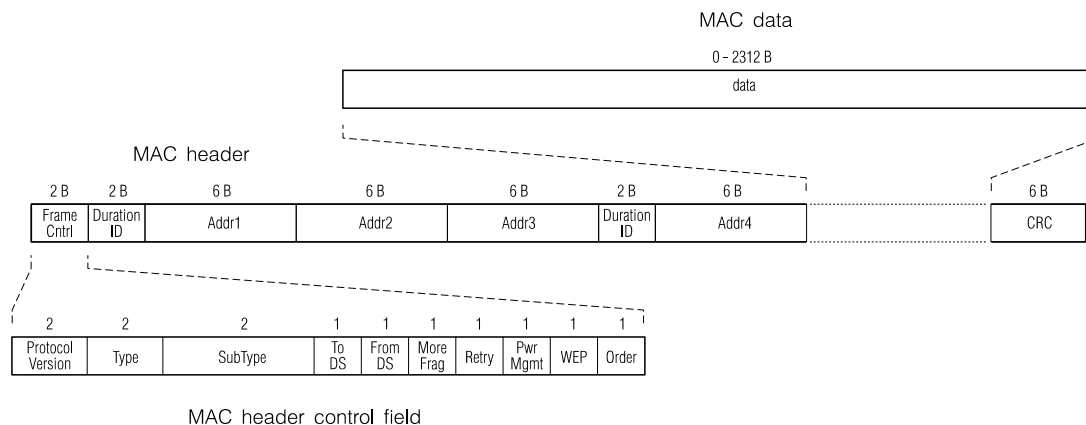 MAC data
0 - 2312 B
data
MAC header
2 B 2 B 6 B 6 B 6 B 2 B 6 B 6 B
Frame Cntrl Duration ID Addr1 Addr2 Addr3 Duration ID Addr4 CRC
2 2 2 1 1 1 1 1 1 1
Protocol Version Type SubType To DS From DS More Frag Retry Pwr Mgmt WEP Order
MAC header control field